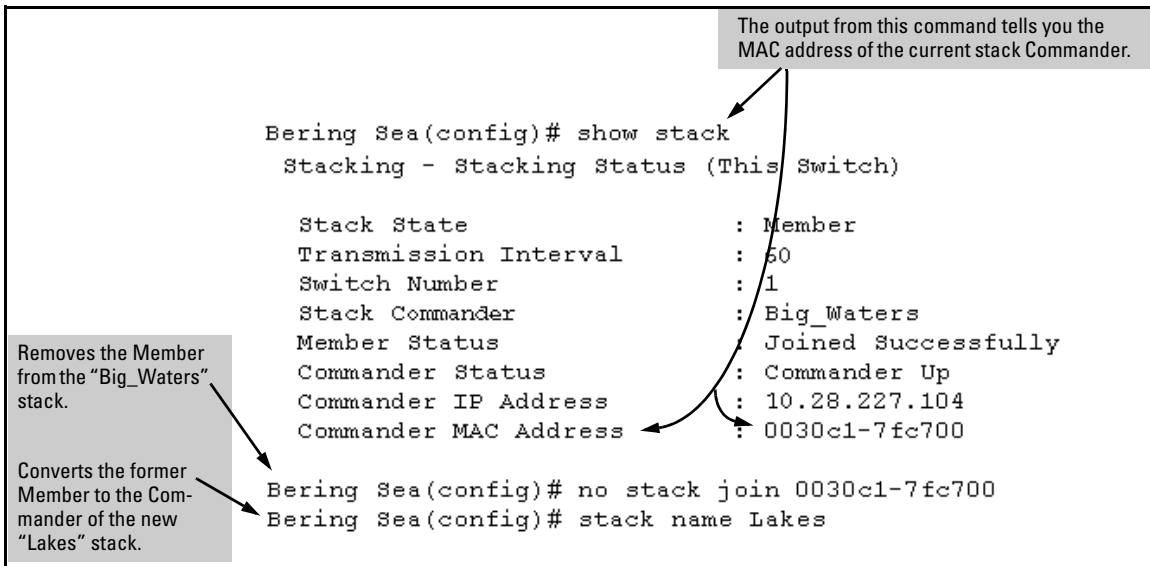 The output from this command tells you the
MAC address of the current stack Commander.
Bering Sea(config)# show stack
Stacking - Stacking Status (This Switch)
Stack State : Member
Transmission Interval : 60
Switch Number : 1
Stack Commander : Big_Waters
Member Status : Joined Successfully
Commander Status : Commander Up
Commander IP Address : 10.28.227.104
Commander MAC Address : 0030c1-7fc700
Removes the Member
from the “Big_Waters”
stack.
Bering Sea(config)# no stack join 0030c1-7fc700
Converts the former
Member to the Com-
mander of the new
“Lakes” stack.
Bering Sea(config)# stack name Lakes